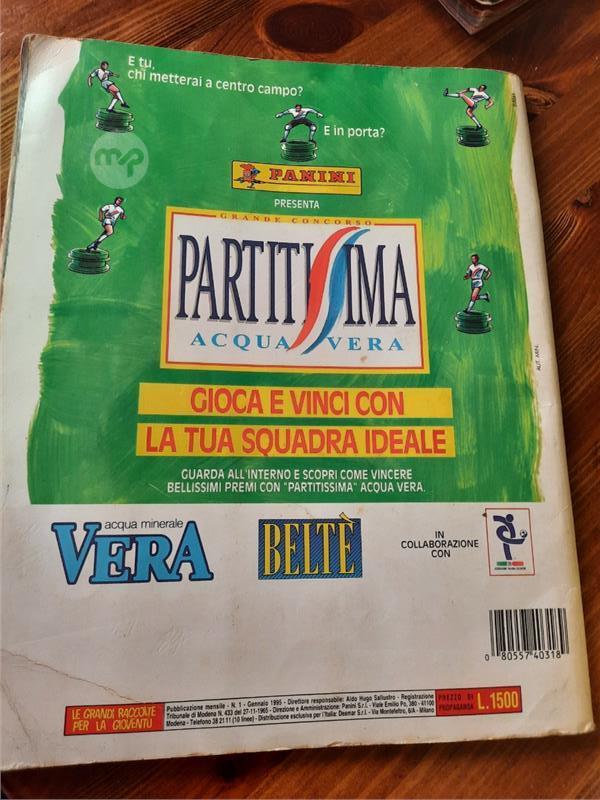 E tu,
chi metterai a centro campo?
E in porta?
mp
PANINI
PRESENTA
GRANDE CONCORSO
PARTITISSIMA
ACQUA VERA
GIOCA E VINCI CON
LA TUA SQUADRA IDEALE
GUARDA ALL'INTERNO E SCOPRI COME VINCERE
BELLISSIMI PREMI CON "PARTITISSIMA" ACQUA VERA.
acqua minerale
VERA
BELTÈ
IN
COLLABORAZIONE
CON
0 80557 40318
LE GRANDI RACCOLTE
PER LA GIOVENTÙ
Pubblicazione mensile - N. 1 - Gennaio 1995 - Direttore responsabile: Aldo Hugo Sallustro - Registrazione
Tribunale di Modena N. 433 del 27-11-1965 - Direzione e Amministrazione: Panini S.r.l. - Viale Emilio Po, 380 - 41100
Modena - Telefono 38 21 11 (10 linee) - Distribuzione esclusiva per l'Italia: Desmar S.r.l. - Via Montefeltro, 6/A - Milano
PREZZO DI
PROPAGANDA
L. 1500